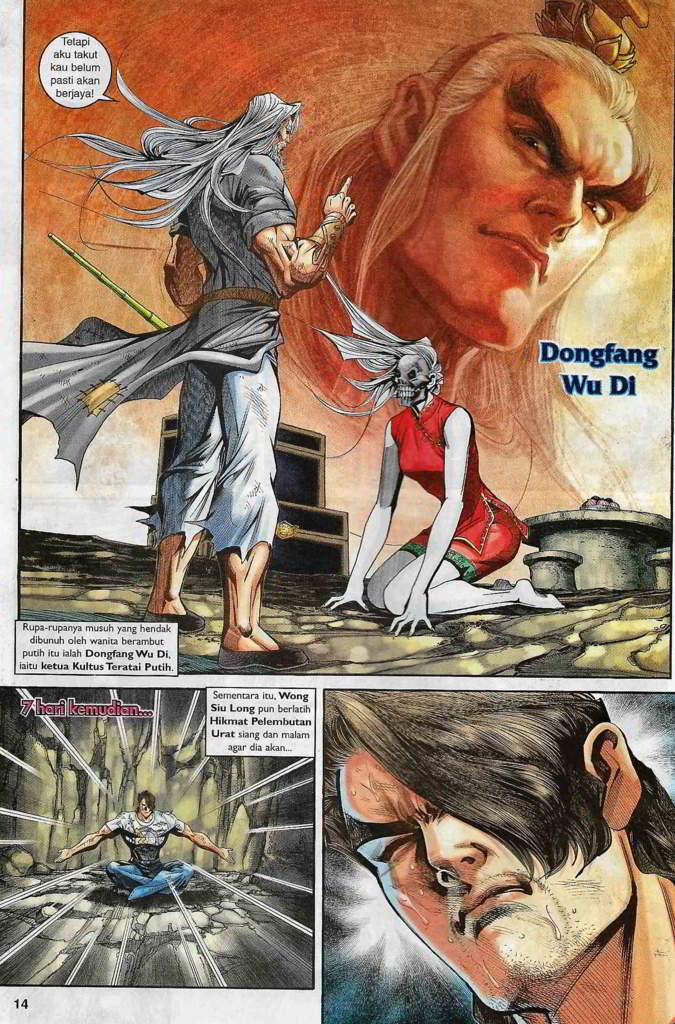 Tetapi
aku takut
kau belum
pasti akan
berjaya!
Dongfang
Wu Di
Rupa-rupanya musuh yang hendak
dibunuh oleh wanita berambut
putih itu ialah Dongfang Wu Di,
iaitu ketua Kultus Teratai Putih.
7 hari kemudian...
Sementara itu, Wong
Siu Long pun berlatih
Hikmat Pelembutan
Urat siang dan malam
agar dia akan...
14